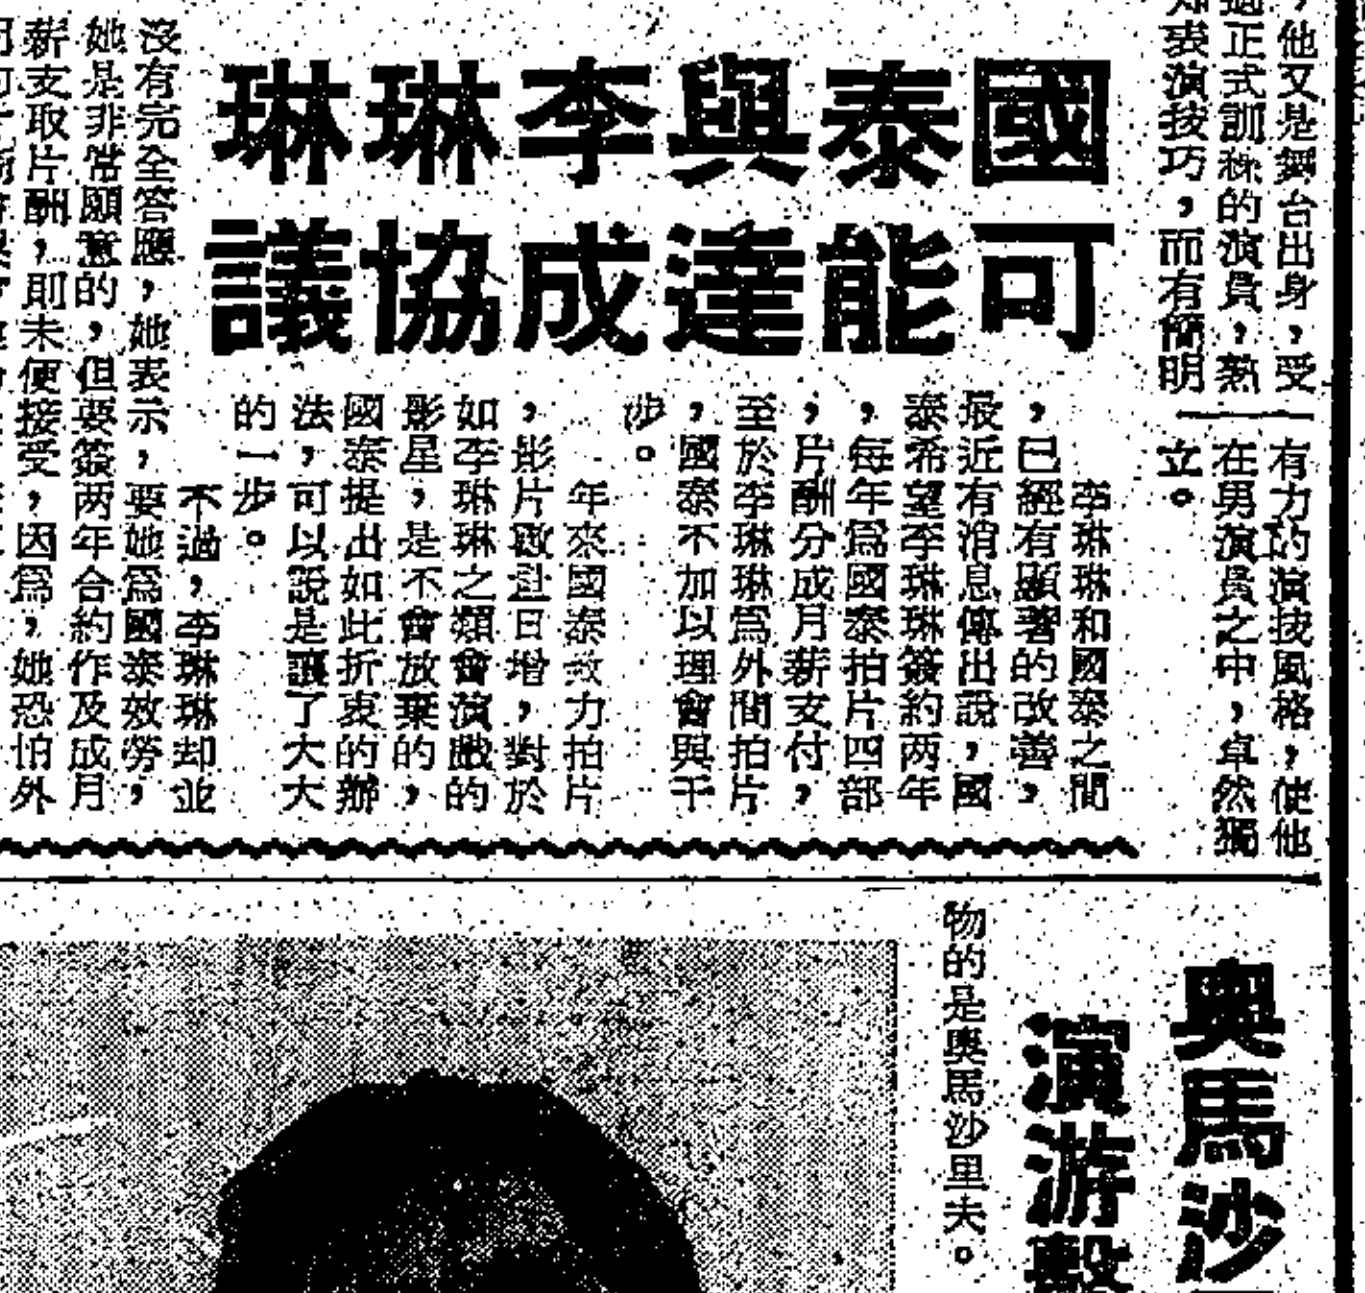 國泰與李琳琳
可能達成協議
李琳琳和國泰之間
，已經有顯著的改善，
最近有消息傳出說，國
泰希望李琳琳簽約两年
，每年爲國泰拍片四部
，片酬分成月薪支付，
至於李琳琳爲外間拍片
，國泰不加以理會與干
步。
年來國泰致力拍片
，影片數量日增，對於
如李琳琳之類會演戲的
影星，是不會放棄的，
國泰提出如此折衷的辦
法，可以說是讓了大大
的一步。
不過，李琳琳却並
沒有完全答應，她表示，要她爲國泰效勞，
她是非常願意的，但要簽两年合約作及成月
薪支取片酬，則未便接受，因爲，她恐怕外
，他又是舞台出身，受
過正式訓練的演員，熱
知表演技巧，而有簡明
有力的演技風格，使他
在男演員之中，卓然獨
立。
奧馬沙
演游擊
物的是奧馬沙里夫。